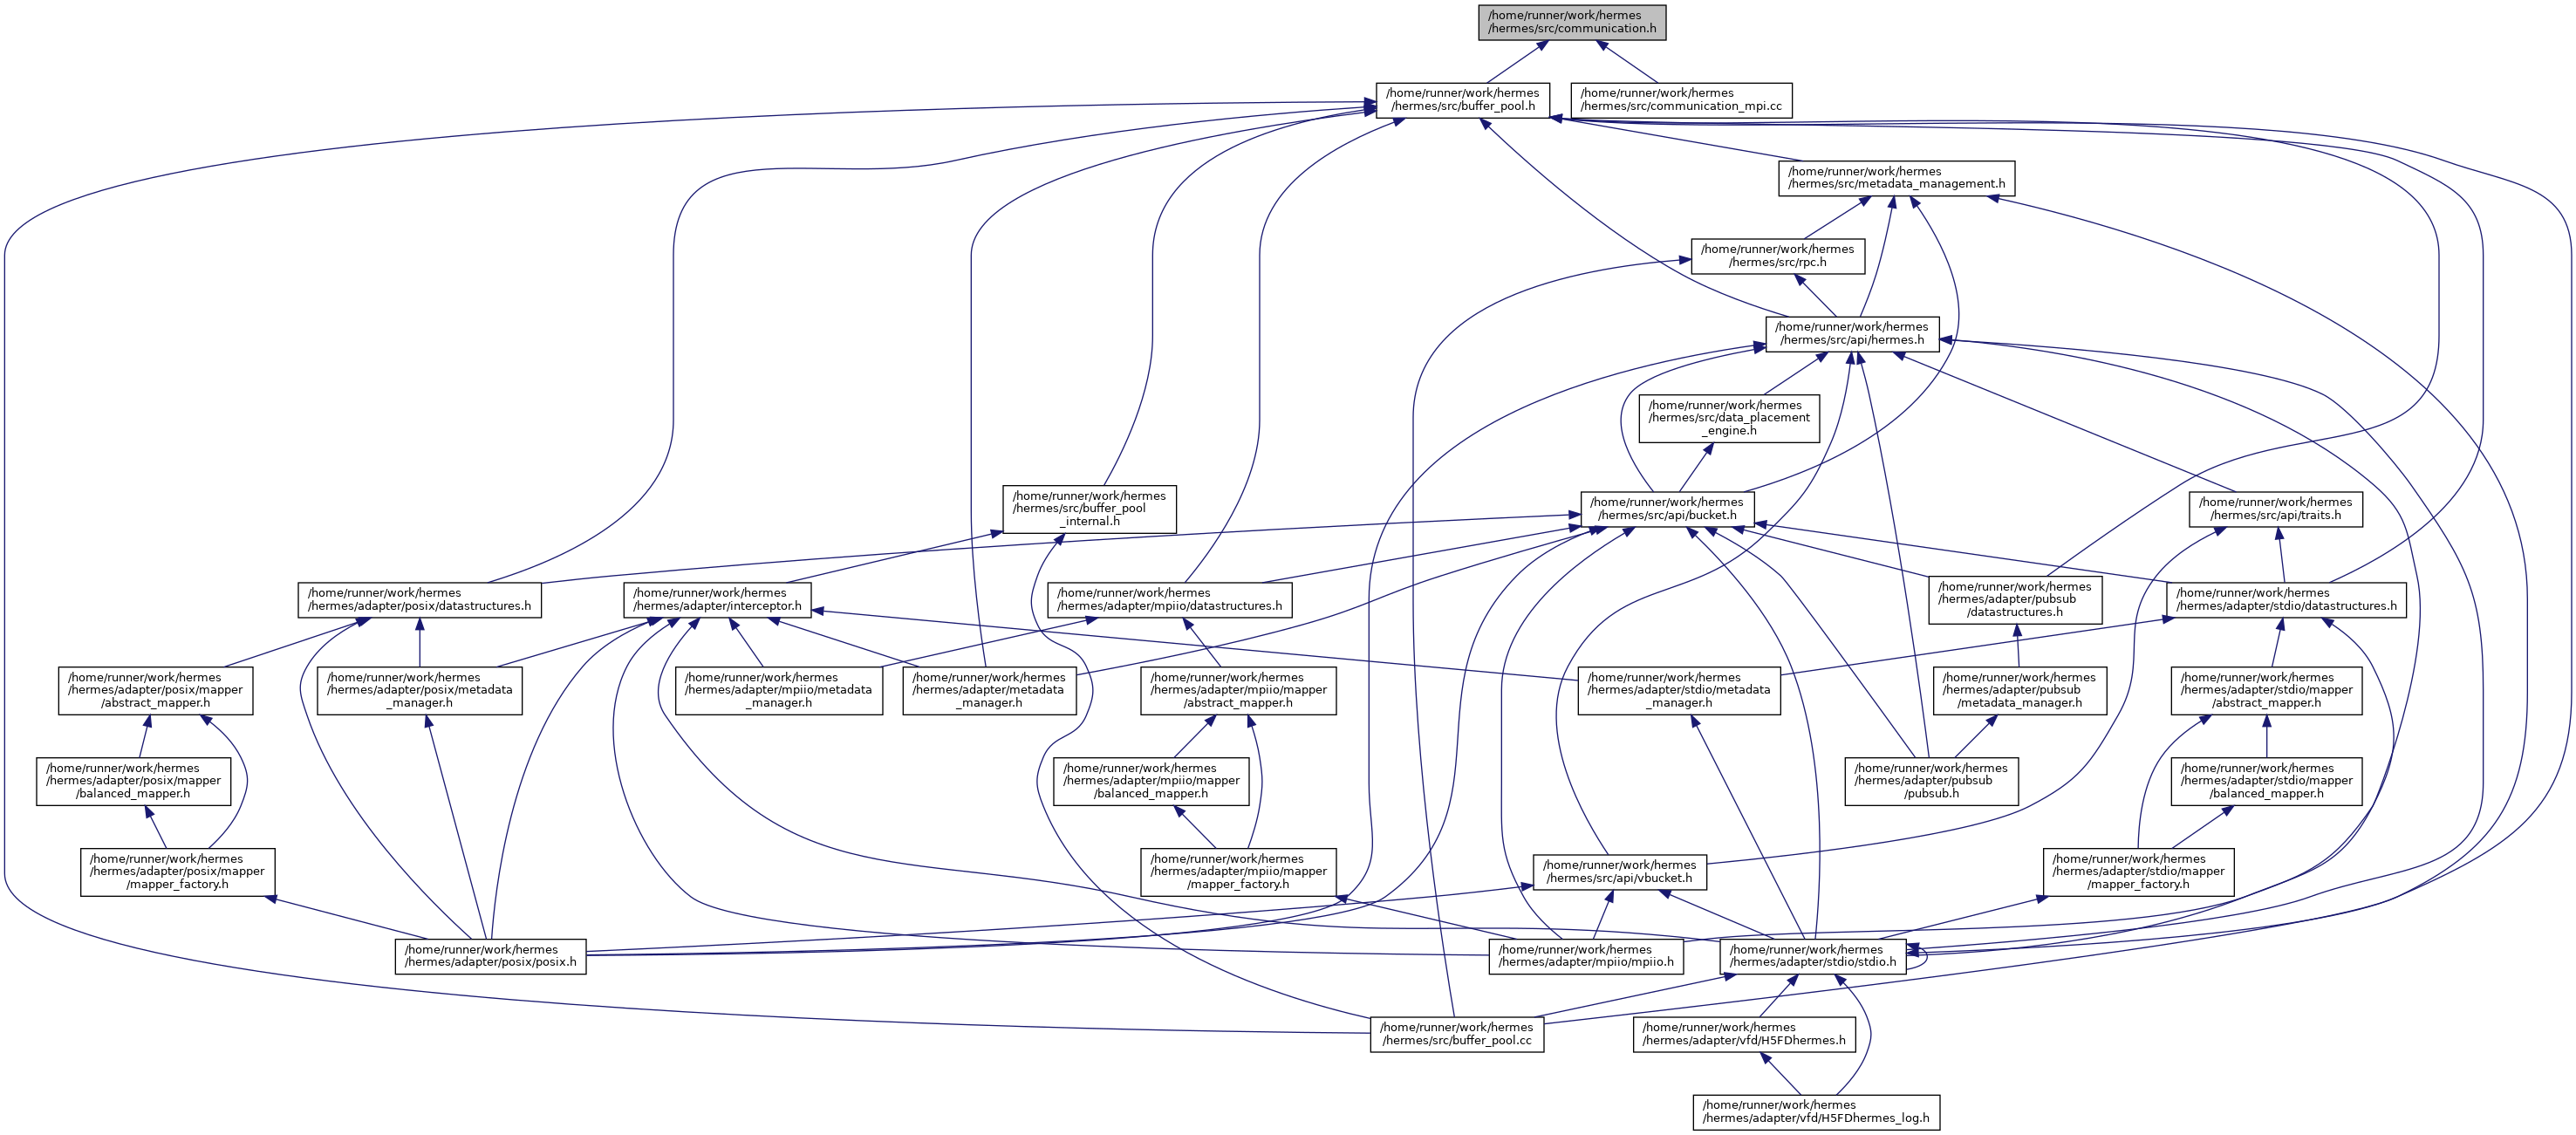 /home/runner/work/hermes
/hermes/src/communication.h
/home/runner/work/hermes
/hermes/src/buffer_pool.h
/home/runner/work/hermes
/hermes/src/communication_mpi.cc
/home/runner/work/hermes
/hermes/src/metadata_management.h
/home/runner/work/hermes
/hermes/src/rpc.h
/home/runner/work/hermes
/hermes/src/api/hermes.h
/home/runner/work/hermes
/hermes/src/data_placement
_engine.h
/home/runner/work/hermes
/hermes/src/buffer_pool
_internal.h
/home/runner/work/hermes
/hermes/src/api/bucket.h
/home/runner/work/hermes
/hermes/src/api/traits.h
/home/runner/work/hermes
/hermes/adapter/posix/datastructures.h
/home/runner/work/hermes
/hermes/adapter/interceptor.h
/home/runner/work/hermes
/hermes/adapter/mpiio/datastructures.h
/home/runner/work/hermes
/hermes/adapter/pubsub
/datastructures.h
/home/runner/work/hermes
/hermes/adapter/stdio/datastructures.h
/home/runner/work/hermes
/hermes/adapter/posix/mapper
/abstract_mapper.h
/home/runner/work/hermes
/hermes/adapter/posix/metadata
_manager.h
/home/runner/work/hermes
/hermes/adapter/mpiio/metadata
_manager.h
/home/runner/work/hermes
/hermes/adapter/metadata
_manager.h
/home/runner/work/hermes
/hermes/adapter/mpiio/mapper
/abstract_mapper.h
/home/runner/work/hermes
/hermes/adapter/stdio/metadata
_manager.h
/home/runner/work/hermes
/hermes/adapter/pubsub
/metadata_manager.h
/home/runner/work/hermes
/hermes/adapter/stdio/mapper
/abstract_mapper.h
/home/runner/work/hermes
/hermes/adapter/posix/mapper
/balanced_mapper.h
/home/runner/work/hermes
/hermes/adapter/mpiio/mapper
/balanced_mapper.h
/home/runner/work/hermes
/hermes/adapter/pubsub
/pubsub.h
/home/runner/work/hermes
/hermes/adapter/stdio/mapper
/balanced_mapper.h
/home/runner/work/hermes
/hermes/adapter/posix/mapper
/mapper_factory.h
/home/runner/work/hermes
/hermes/adapter/mpiio/mapper
/mapper_factory.h
/home/runner/work/hermes
/hermes/src/api/vbucket.h
/home/runner/work/hermes
/hermes/adapter/stdio/mapper
/mapper_factory.h
/home/runner/work/hermes
/hermes/adapter/posix/posix.h
/home/runner/work/hermes
/hermes/adapter/mpiio/mpiio.h
/home/runner/work/hermes
/hermes/adapter/stdio/stdio.h
/home/runner/work/hermes
/hermes/src/buffer_pool.cc
/home/runner/work/hermes
/hermes/adapter/vfd/H5FDhermes.h
/home/runner/work/hermes
/hermes/adapter/vfd/H5FDhermes_log.h